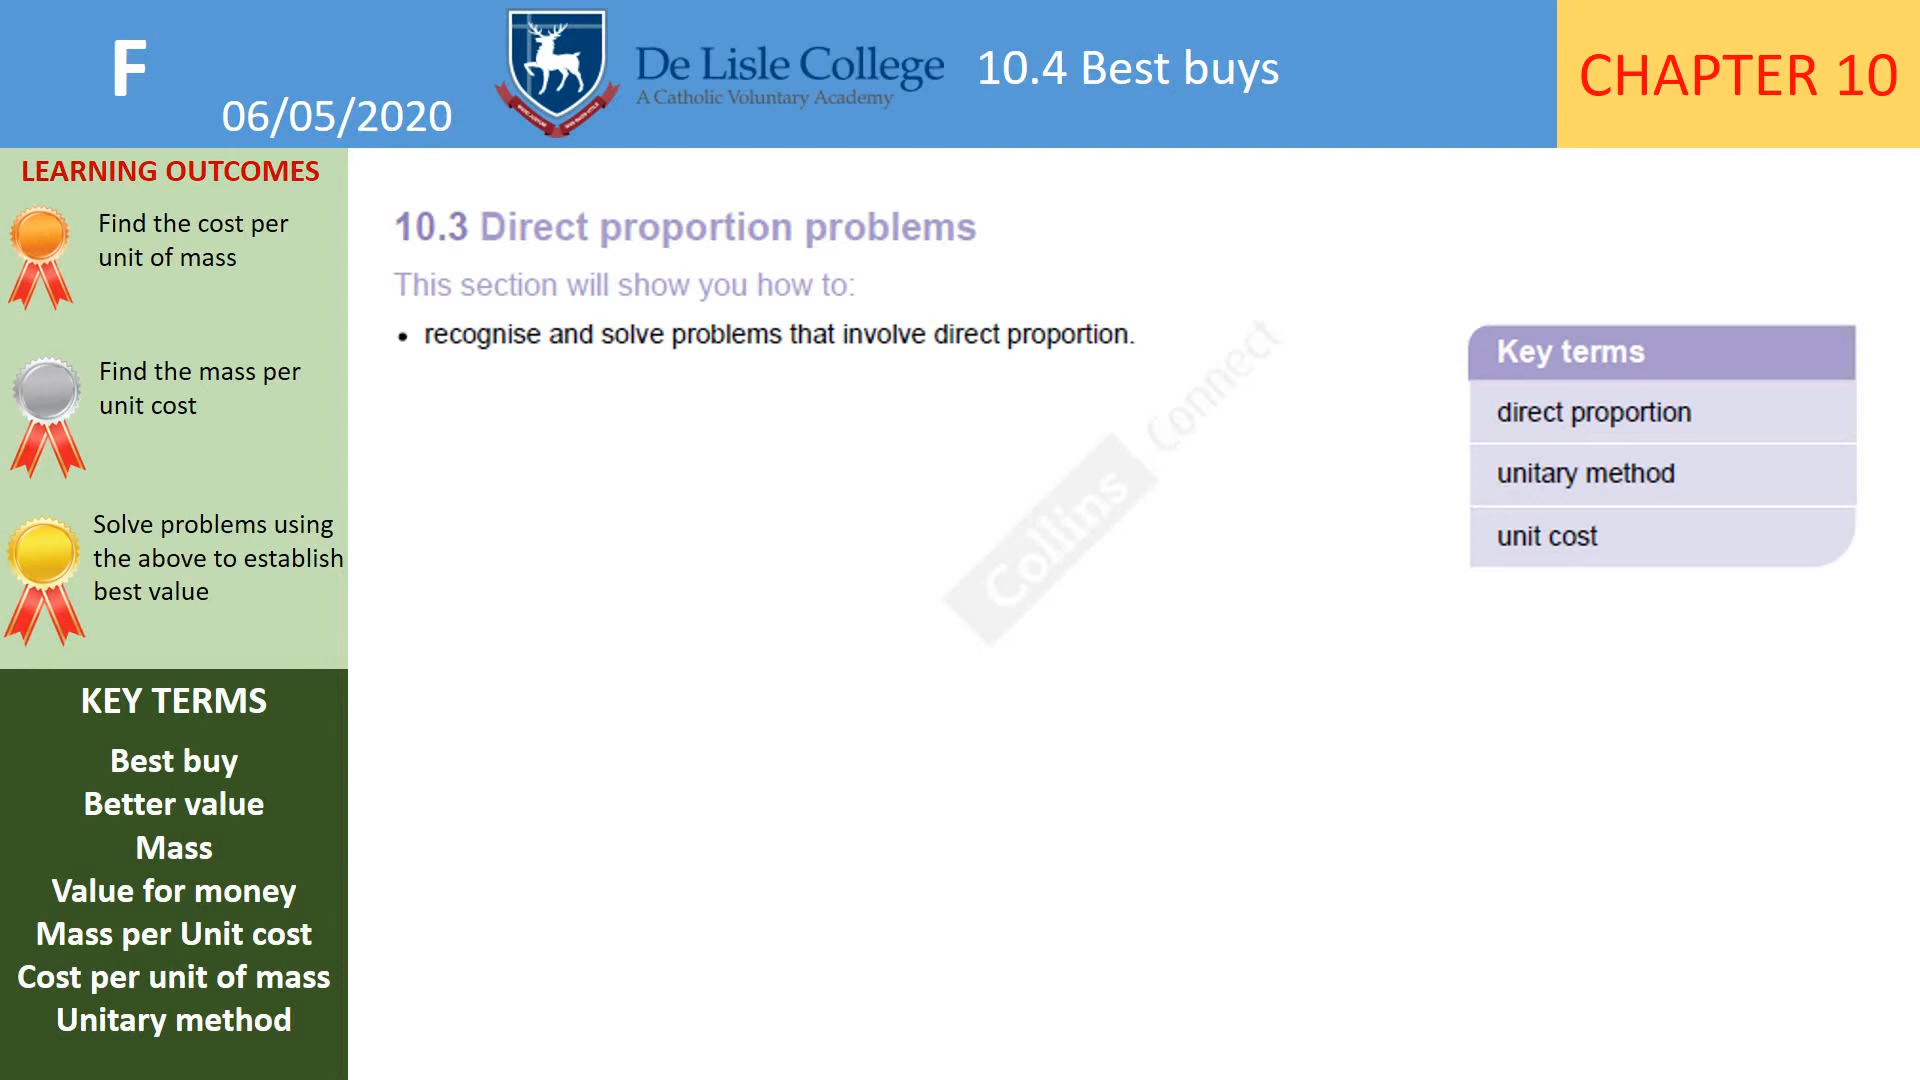 F
06/05/2020
De Lisle College
A Catholic Voluntary Academy
10.4 Best buys
CHAPTER 10
LEARNING OUTCOMES
Find the cost per
unit of mass
Find the mass per
unit cost
Solve problems using
the above to establish
best value
KEY TERMS
Best buy
Better value
Mass
Value for money
Mass per Unit cost
Cost per unit of mass
Unitary method
10.3 Direct proportion problems
This section will show you how to:
• recognise and solve problems that involve direct proportion.
Collins Connect
Key terms
direct proportion
unitary method
unit cost